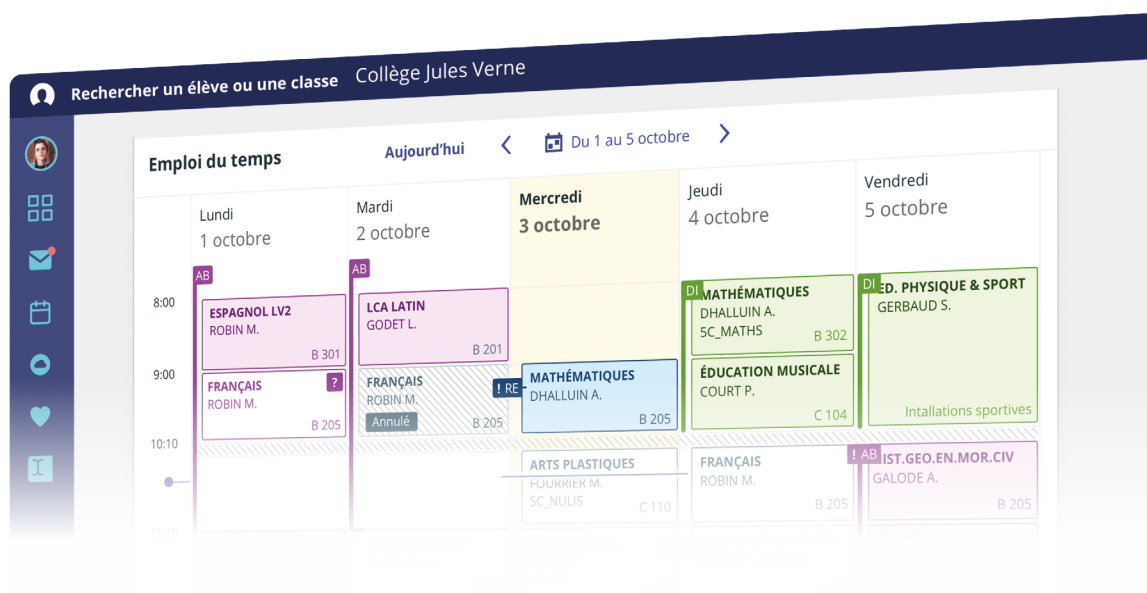 Rechercher un élève ou une classe Collège Jules Verne
Emploi du temps
Aujourd'hui
Du 1 au 5 octobre
Lundi
1 octobre
Mardi
2 octobre
Mercredi
3 octobre
Jeudi
4 octobre
Vendredi
5 octobre
8:00
9:00
10:10
11:10
AB
ESPAGNOL LV2
ROBIN M.
B 301
FRANÇAIS
?
ROBIN M.
B 205
AB
LCA LATIN
GODET L.
B 201
FRANÇAIS
ROBIN M.
Annulé
B 205
! RE
MATHÉMATIQUES
DHALLUIN A.
B 205
ARTS PLASTIQUES
FOURRIER M.
SC_NULIS
C 110
DI
MATHÉMATIQUES
DHALLUIN A.
5C_MATHS
B 302
ÉDUCATION MUSICALE
COURT P.
C 104
FRANÇAIS
ROBIN M.
B 205
DI
ED. PHYSIQUE & SPORT
GERBAUD S.
Intallations sportives
! AB
IST.GEO.EN.MOR.CIV
GALODE A.
B 205